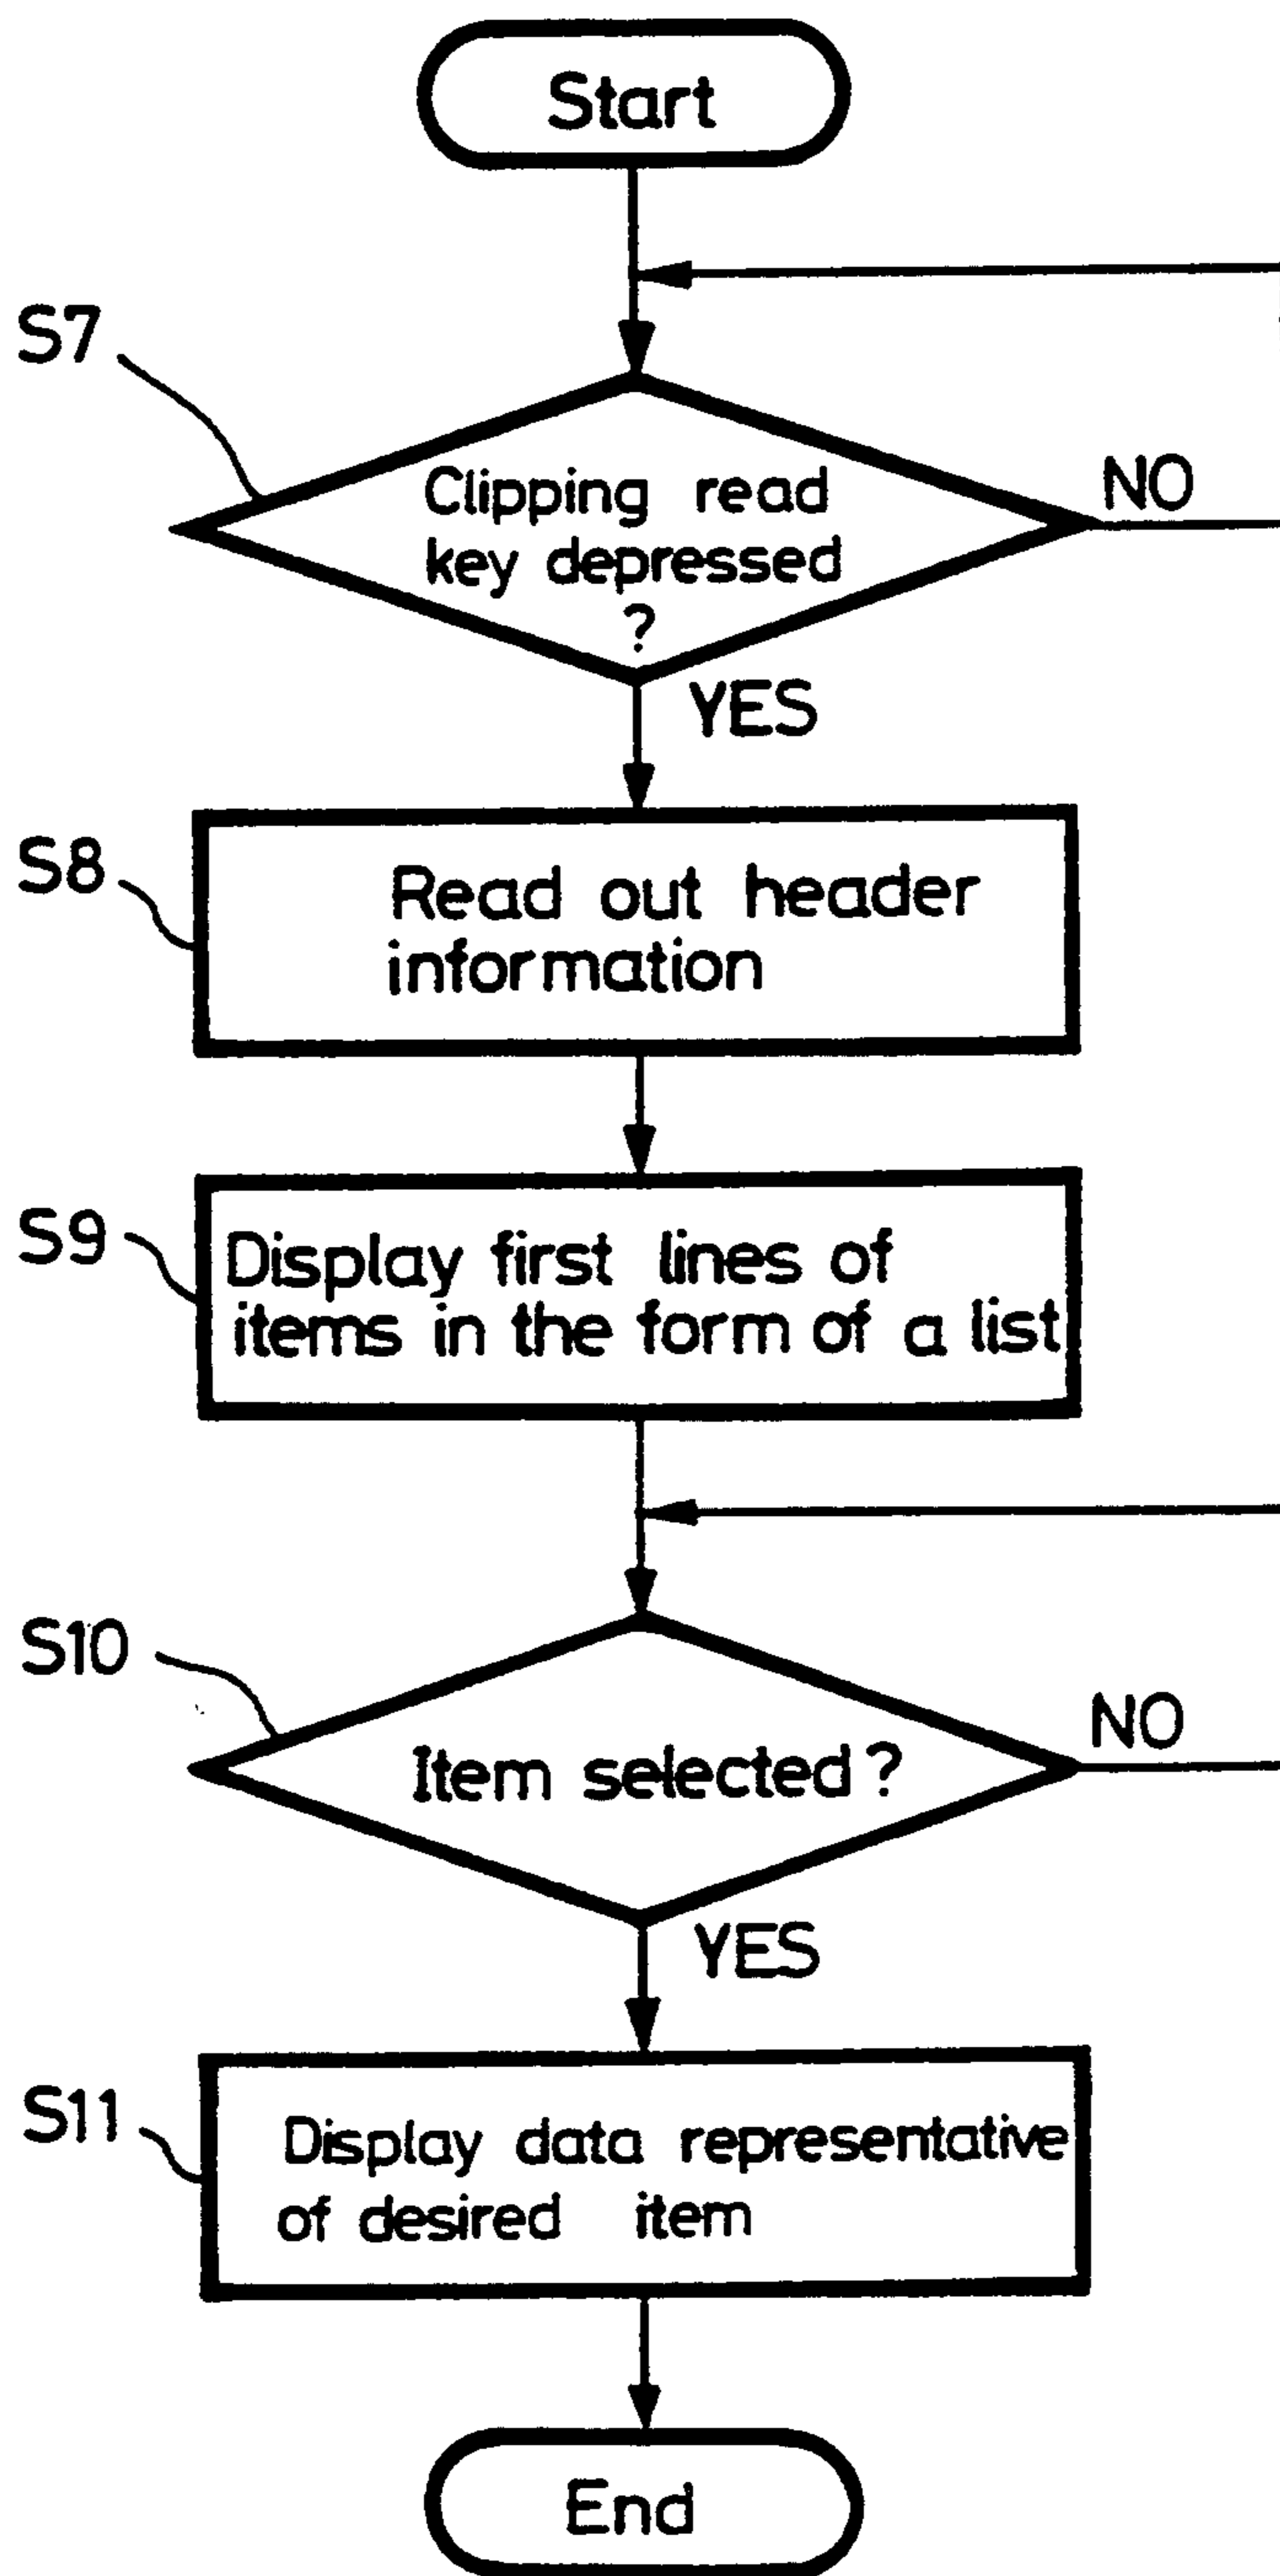 Start
S7
Clipping read
key depressed
?
NO
YES
S8
Read out header
information
S9
Display first lines of
items in the form of a list
S10
Item selected?
NO
YES
S11
Display data representative
of desired item
End